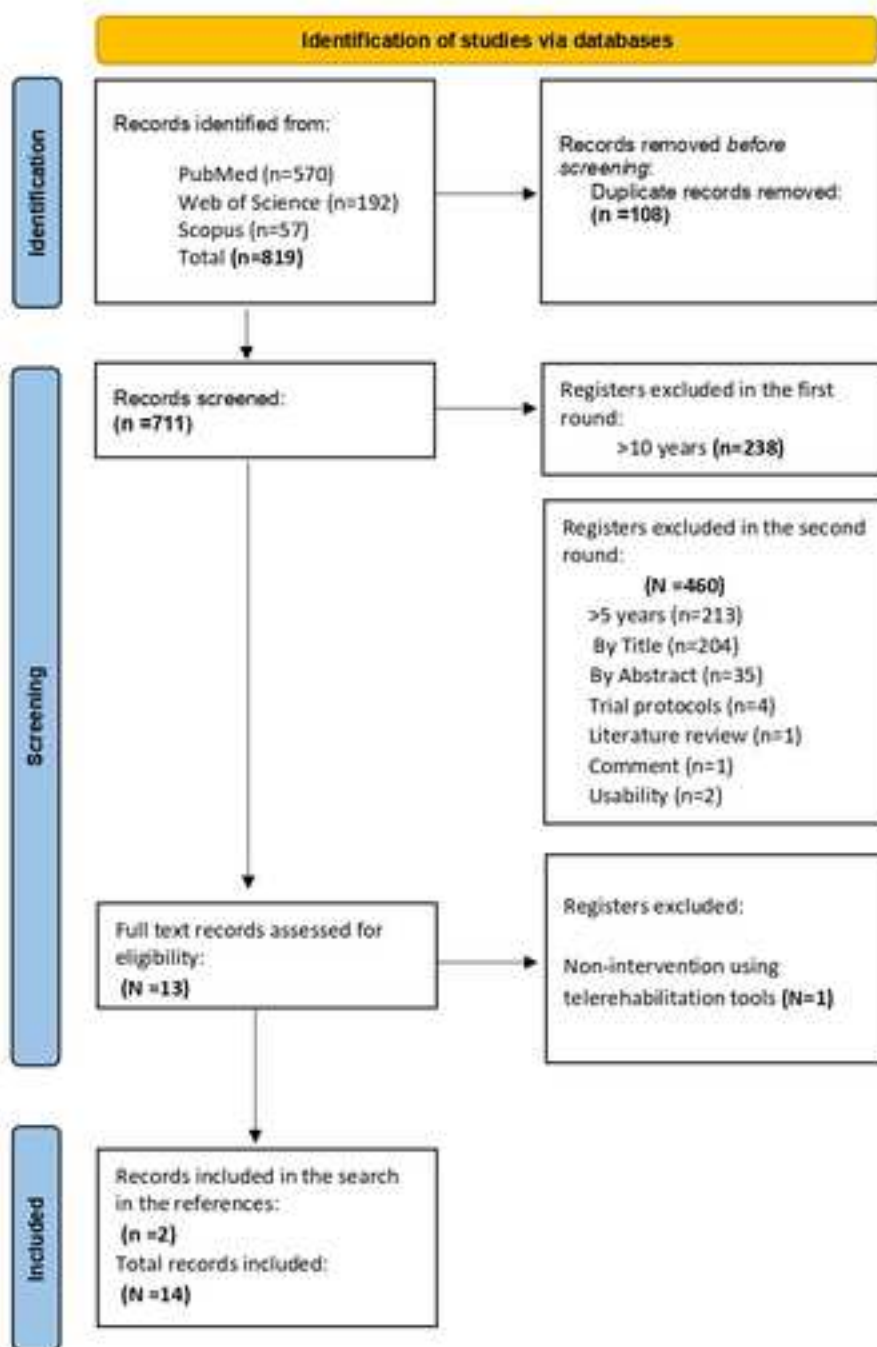 Identification of studies via databases
Identification
Records identified from:
PubMed (n=570)
Web of Science (n=192)
Scopus (n=57)
Total (n=819)
Records removed before
screening:
Duplicate records removed:
(n =108)
Screening
Records screened:
(n =711)
Registers excluded in the first
round:
>10 years (n=238)
Registers excluded in the second
round:
(N =460)
>5 years (n=213)
By Title (n=204)
By Abstract (n=35)
Trial protocols (n=4)
Literature review (n=1)
Comment (n=1)
Usability (n=2)
Full text records assessed for
eligibility:
(N =13)
Registers excluded:
Non-intervention using
telerehabilitation tools (N=1)
Included
Records included in the search
in the references:
(n =2)
Total records included:
(N =14)